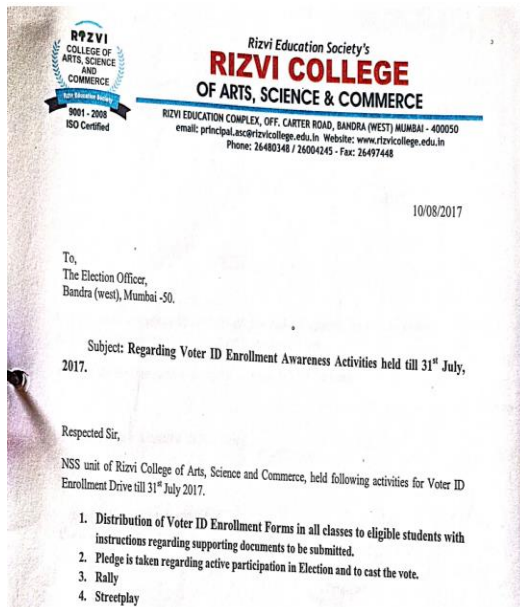 RIZVI
COLLEGE OF
ARTS, SCIENCE
AND
COMMERCE
Rizvi Education Society
9001 - 2008
ISO Certified
Rizvi Education Society's
RIZVI COLLEGE
OF ARTS, SCIENCE & COMMERCE
RIZVI EDUCATION COMPLEX, OFF. CARTER ROAD, BANDRA (WEST) MUMBAI - 400050
email: principal.asc@rizvicollege.edu.in Website: www.rizvicollege.edu.in
Phone: 26480348 / 26004245 - Fax: 26497448
10/08/2017
To,
The Election Officer,
Bandra (west), Mumbai -50.
Subject: Regarding Voter ID Enrollment Awareness Activities held till 31st July,
2017.
Respected Sir,
NSS unit of Rizvi College of Arts, Science and Commerce, held following activities for Voter ID
Enrollment Drive till 31st July 2017.
1. Distribution of Voter ID Enrollment Forms in all classes to eligible students with
instructions regarding supporting documents to be submitted.
2. Pledge is taken regarding active participation in Election and to cast the vote.
3. Rally
4. Streetplay